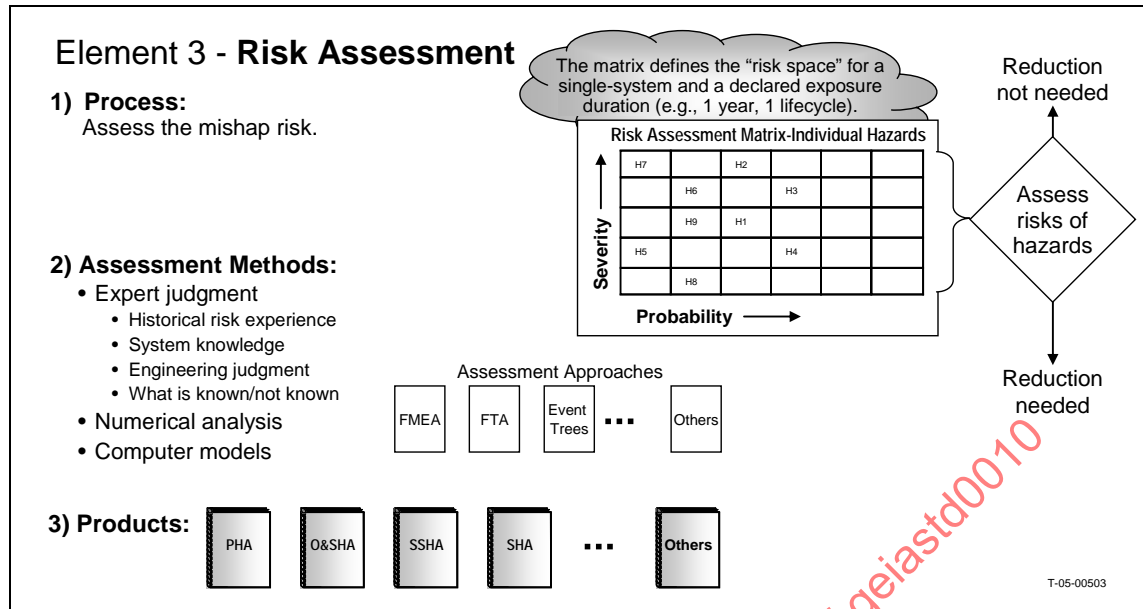 Element 3 - Risk Assessment
The matrix defines the “risk space” for a
single-system and a declared exposure
duration (e.g., 1 year, 1 lifecycle).
Reduction
not needed
1) Process:
Assess the mishap risk.
Risk Assessment Matrix-Individual Hazards
H7 H2
H6 H3
H9 H1
H5 H4
H8
Severity
Probability
Assess
risks of
hazards
Reduction
needed
2) Assessment Methods:
• Expert judgment
• Historical risk experience
• System knowledge
• Engineering judgment
• What is known/not known
• Numerical analysis
• Computer models
Assessment Approaches
FMEA
FTA
Event
Trees
...
Others
3) Products:
PHA
O&SHA
SSHA
SHA
...
Others
T-05-00503
geiastd0010